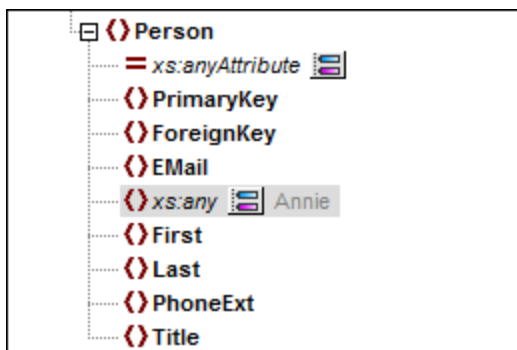 Person
xs:anyAttribute
PrimaryKey
ForeignKey
EMail
xs:any Annie
First
Last
PhoneExt
Title